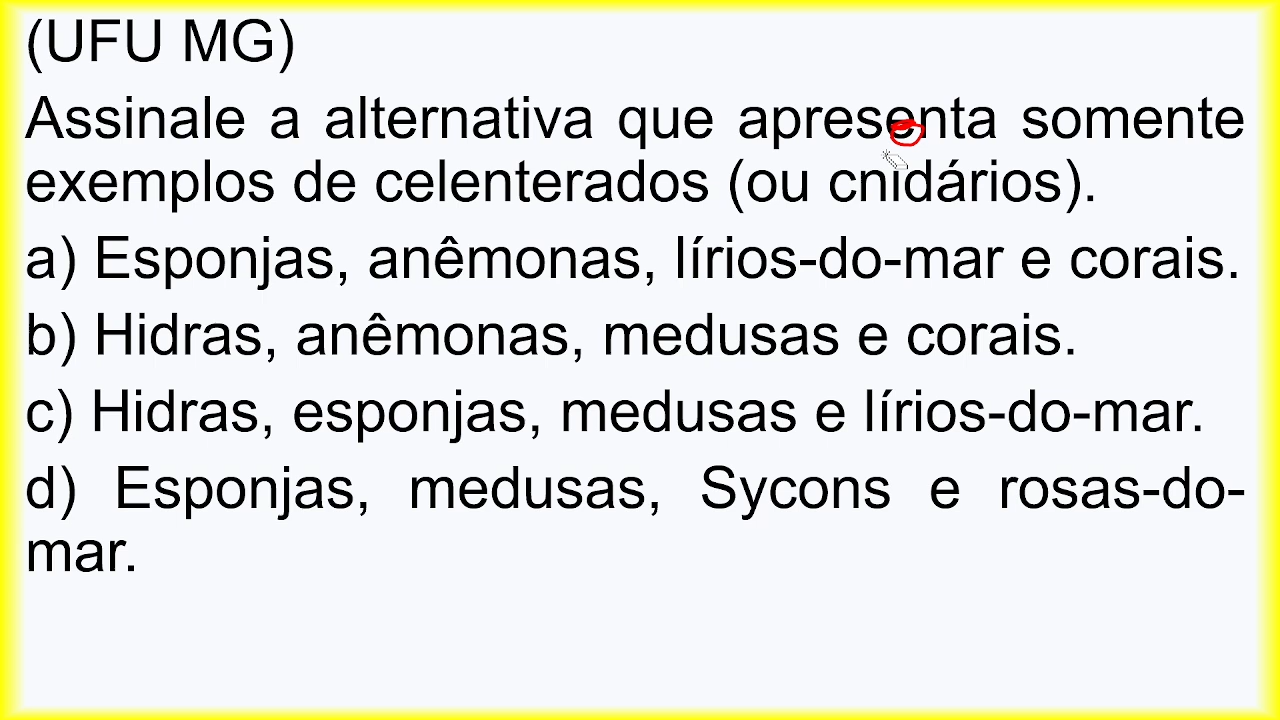 (UFU MG)
Assinale a alternativa que apresenta somente
exemplos de celenterados (ou cnidários).
a) Esponjas, anêmonas, lírios-do-mar e corais.
b) Hidras, anêmonas, medusas e corais.
c) Hidras, esponjas, medusas e lírios-do-mar.
d) Esponjas, medusas, Sycons e rosas-do-
mar.